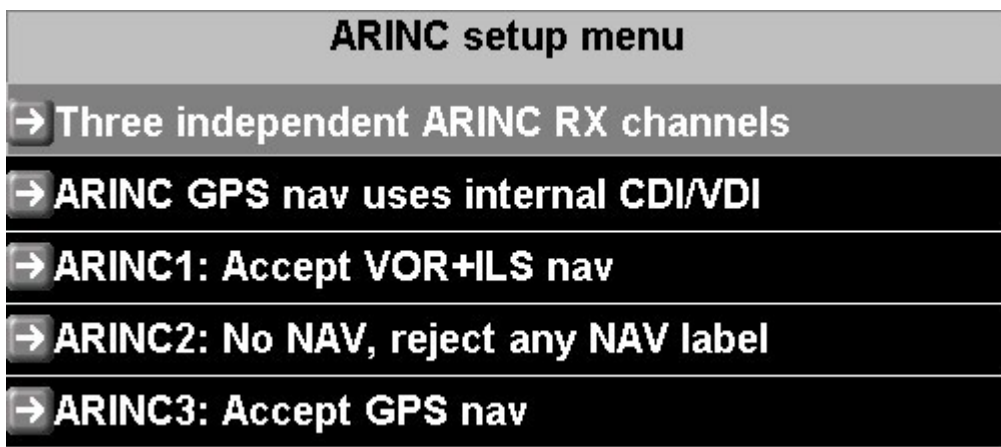 ARINC setup menu
Three independent ARINC RX channels
ARINC GPS nav uses internal CDI/VDI
ARINC1: Accept VOR+ILS nav
ARINC2: No NAV, reject any NAV label
ARINC3: Accept GPS nav